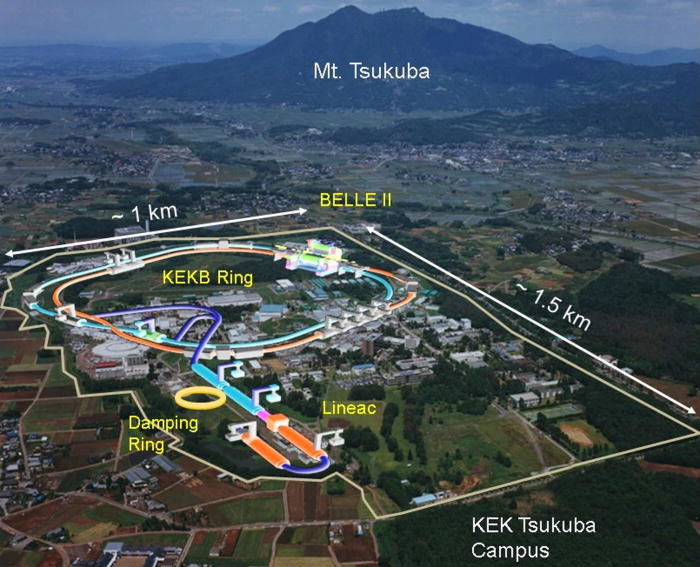 Mt. Tsukuba
BELLE II
~ 1 km
KEKB Ring
~ 1.5 km
Lineac
Damping
Ring
KEK Tsukuba
Campus